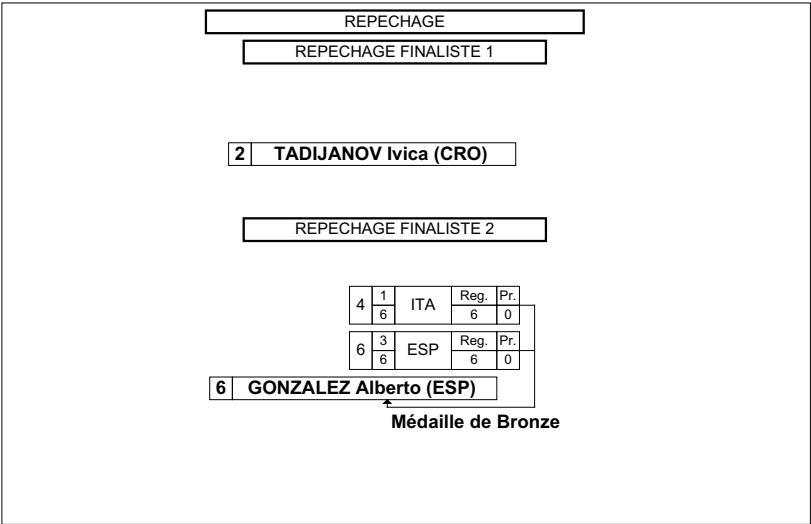 REPECHAGE
REPECHAGE FINALISTE 1
2 TADIJANOV Ivica (CRO)
REPECHAGE FINALISTE 2
4 1 ITA Reg. Pr.
6 6 0
6 3 ESP Reg. Pr.
6 6 0
6 GONZALEZ Alberto (ESP)
Médaille de Bronze